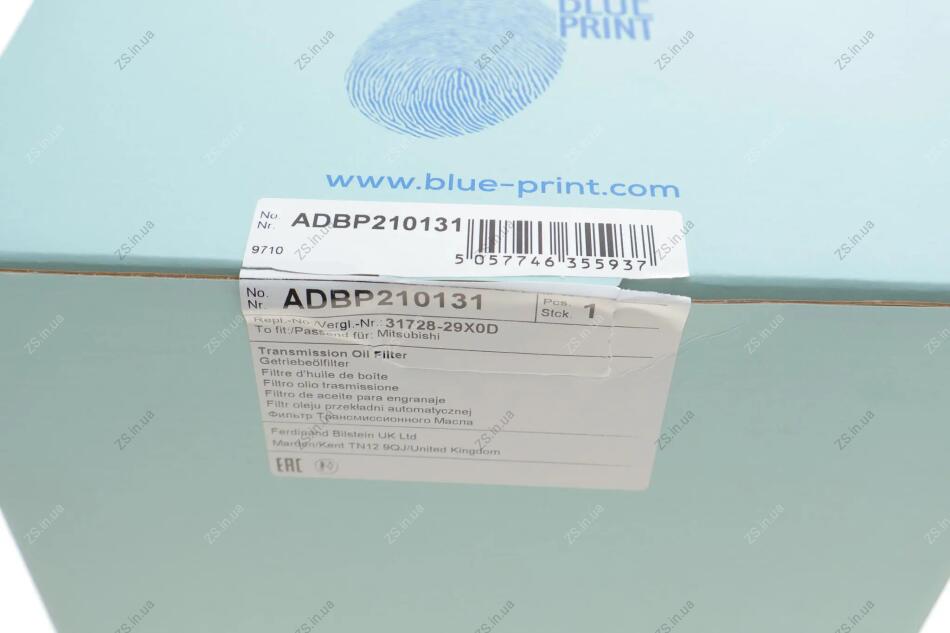 BLUE
PRINT
www.blue-print.com
No.
Nr. ADBP210131
9710
5 057746 355937
No.
Nr. ADBP210131
Pcs.
Stck. 1
Repl.-No./Vergl.-Nr.: 31728-29X0D
To fit:/Passend für: Mitsubishi
Transmission Oil Filter
Getriebeölfilter
Filtre d'huile de boîte
Filtro olio trasmissione
Filtro de aceite para engranaje
Filtr oleju przekładni automatycznej
Фильтр Трансмиссионного Масла
Ferdinand Bilstein UK Ltd
Marden/Kent TN12 9QJ/United Kingdom
EAC
ZS.in.ua